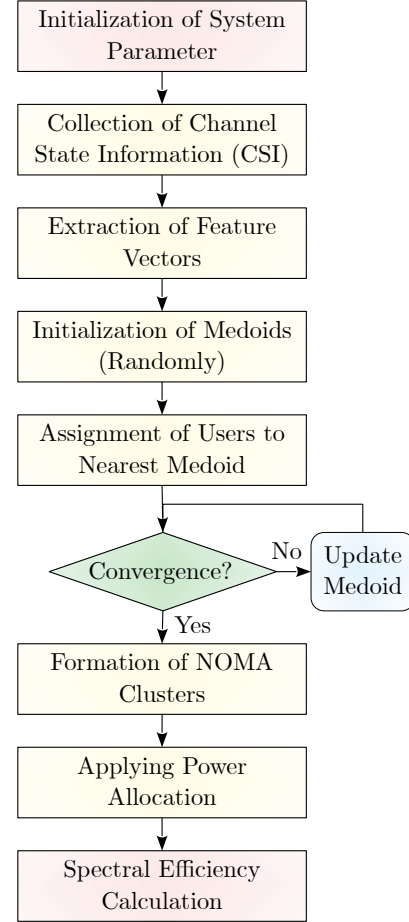 Initialization of System
Parameter
Collection of Channel
State Information (CSI)
Extraction of Feature
Vectors
Initialization of Medoids
(Randomly)
Assignment of Users to
Nearest Medoid
Convergence?
No
Update
Medoid
Yes
Formation of NOMA
Clusters
Applying Power
Allocation
Spectral Efficiency
Calculation